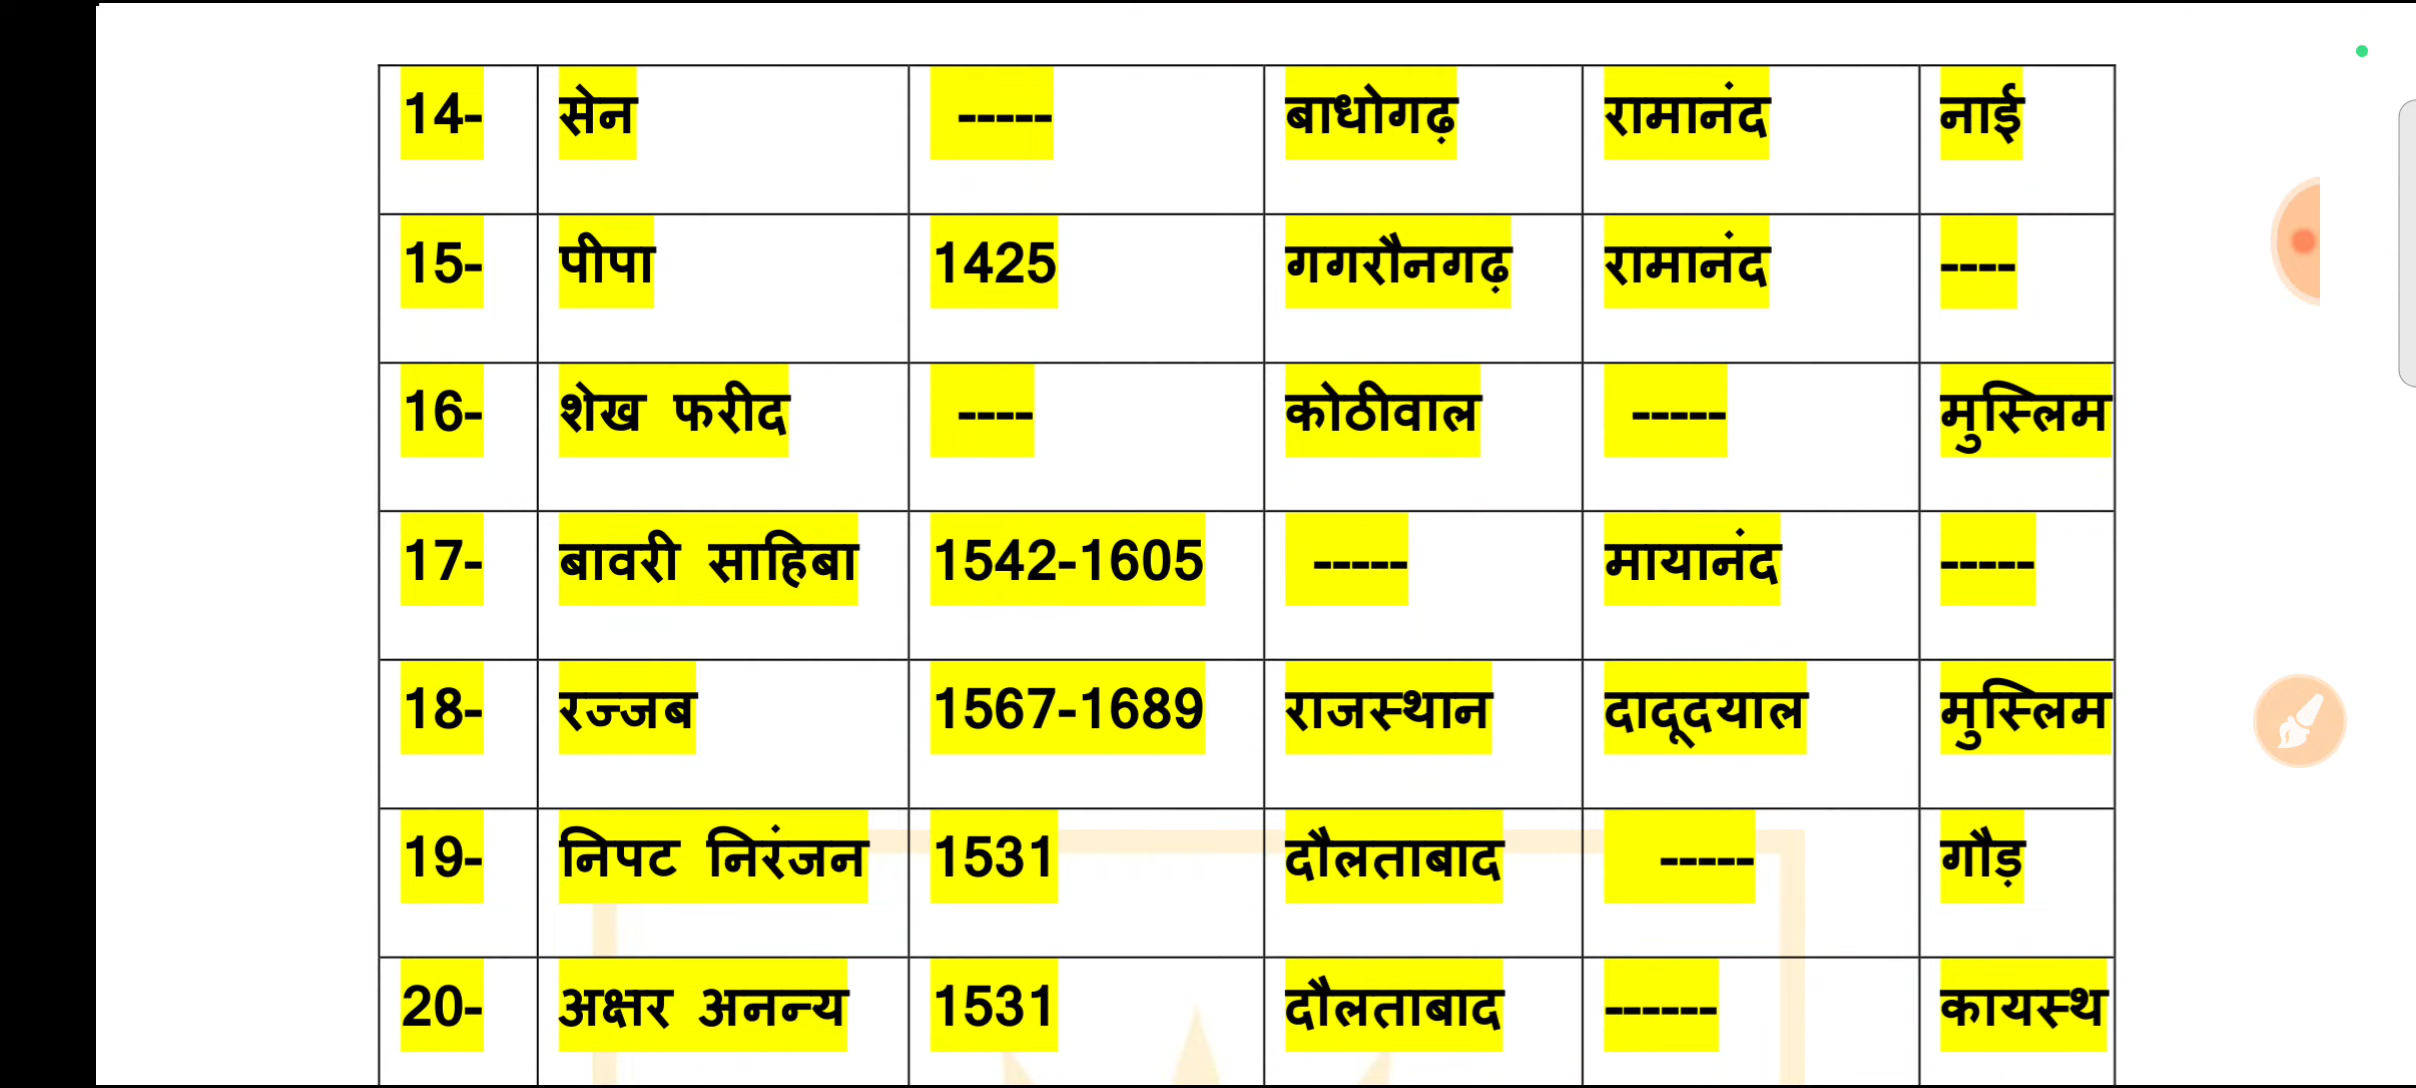 14- सेन ----- बाधोगढ़ रामानंद नाई
15- पीपा 1425 गगरौनगढ़ रामानंद ----
16- शेख फरीद ---- कोठीवाल ----- मुस्लिम
17- बावरी साहिबा 1542-1605 ----- मायानंद -----
18- रज्जब 1567-1689 राजस्थान दादूदयाल मुस्लिम
19- निपट निरंजन 1531 दौलताबाद ----- गौड़
20- अक्षर अनन्य 1531 दौलताबाद ------ कायस्थ